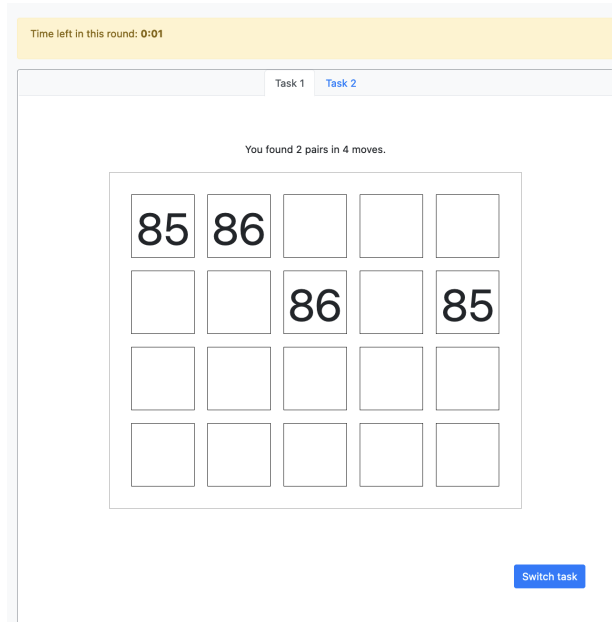 Time left in this round: 0:01
Task 1 Task 2
You found 2 pairs in 4 moves.
85 86
86 85
Switch task